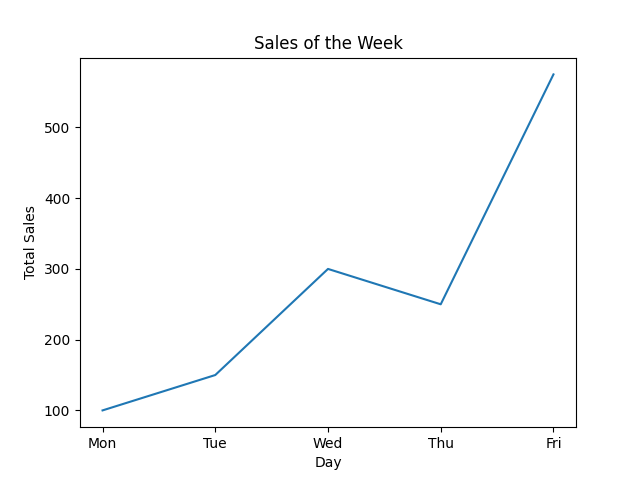 Sales of the Week
Total Sales
500
400
300
200
100
Mon Tue Wed Thu Fri
Day